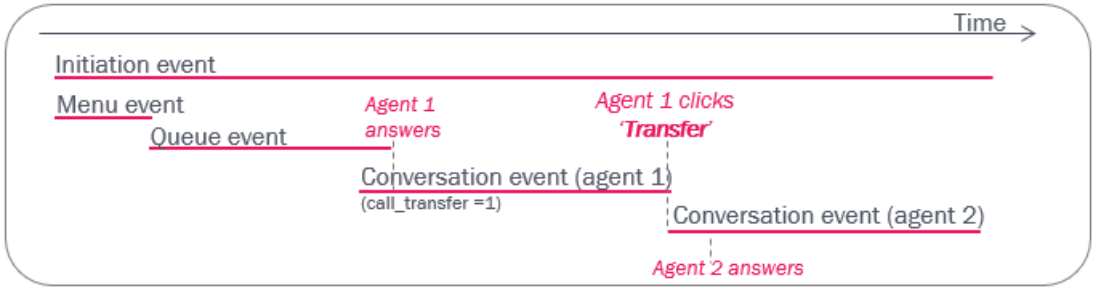 Time
Initiation event
Menu event
Agent 1
answers
Agent 1 clicks
‘Transfer’
Queue event
Conversation event (agent 1)
(call_transfer =1)
Conversation event (agent 2)
Agent 2 answers